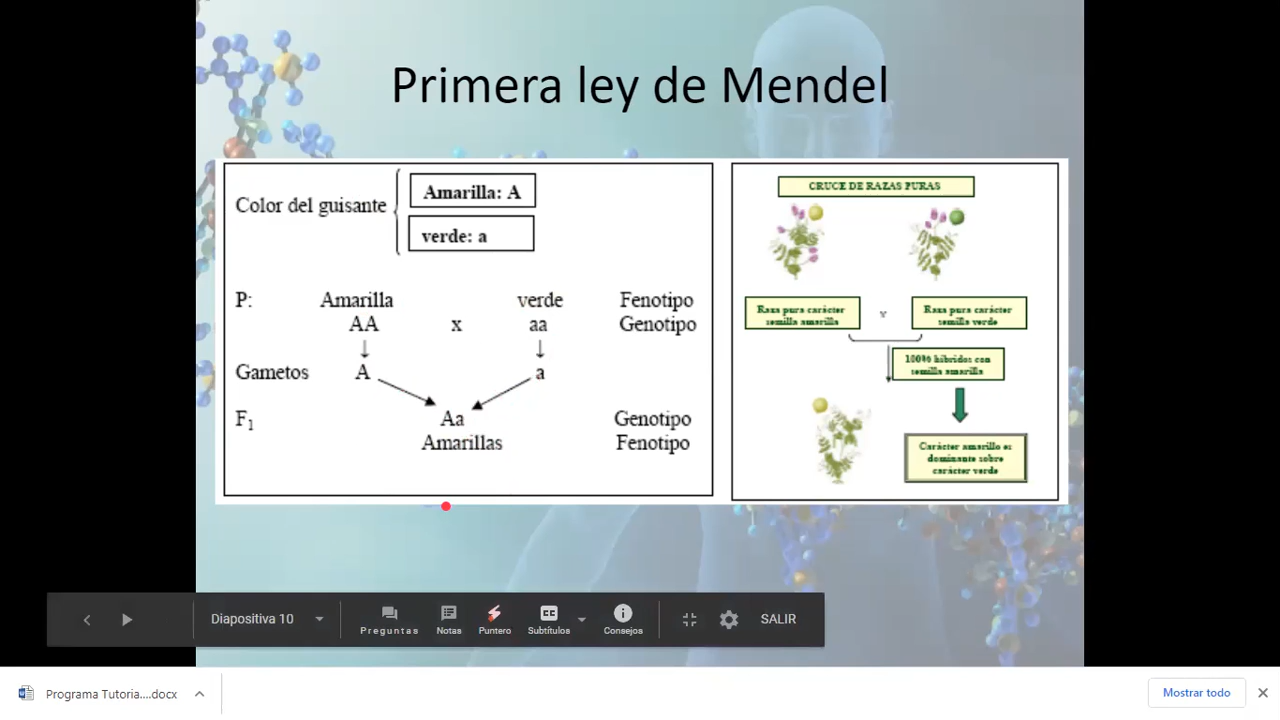 Primera ley de Mendel
Color del guisante
Amarilla: A
verde: a
P: Amarilla verde Fenotipo
AA x aa Genotipo
Gametos A a
F1 Aa Genotipo
Amarillas Fenotipo
CRUCE DE RAZAS PURAS
Raza pura carácter
semilla amarilla
Y
Raza pura carácter
semilla verde
100% híbridos con
semilla amarilla
Carácter amarillo es
dominante sobre
carácter verde
Diapositiva 10
Preguntas
Notas
Puntero
CC
Subtítulos
Consejos
SALIR
Programa Tutoria....docx
Mostrar todo